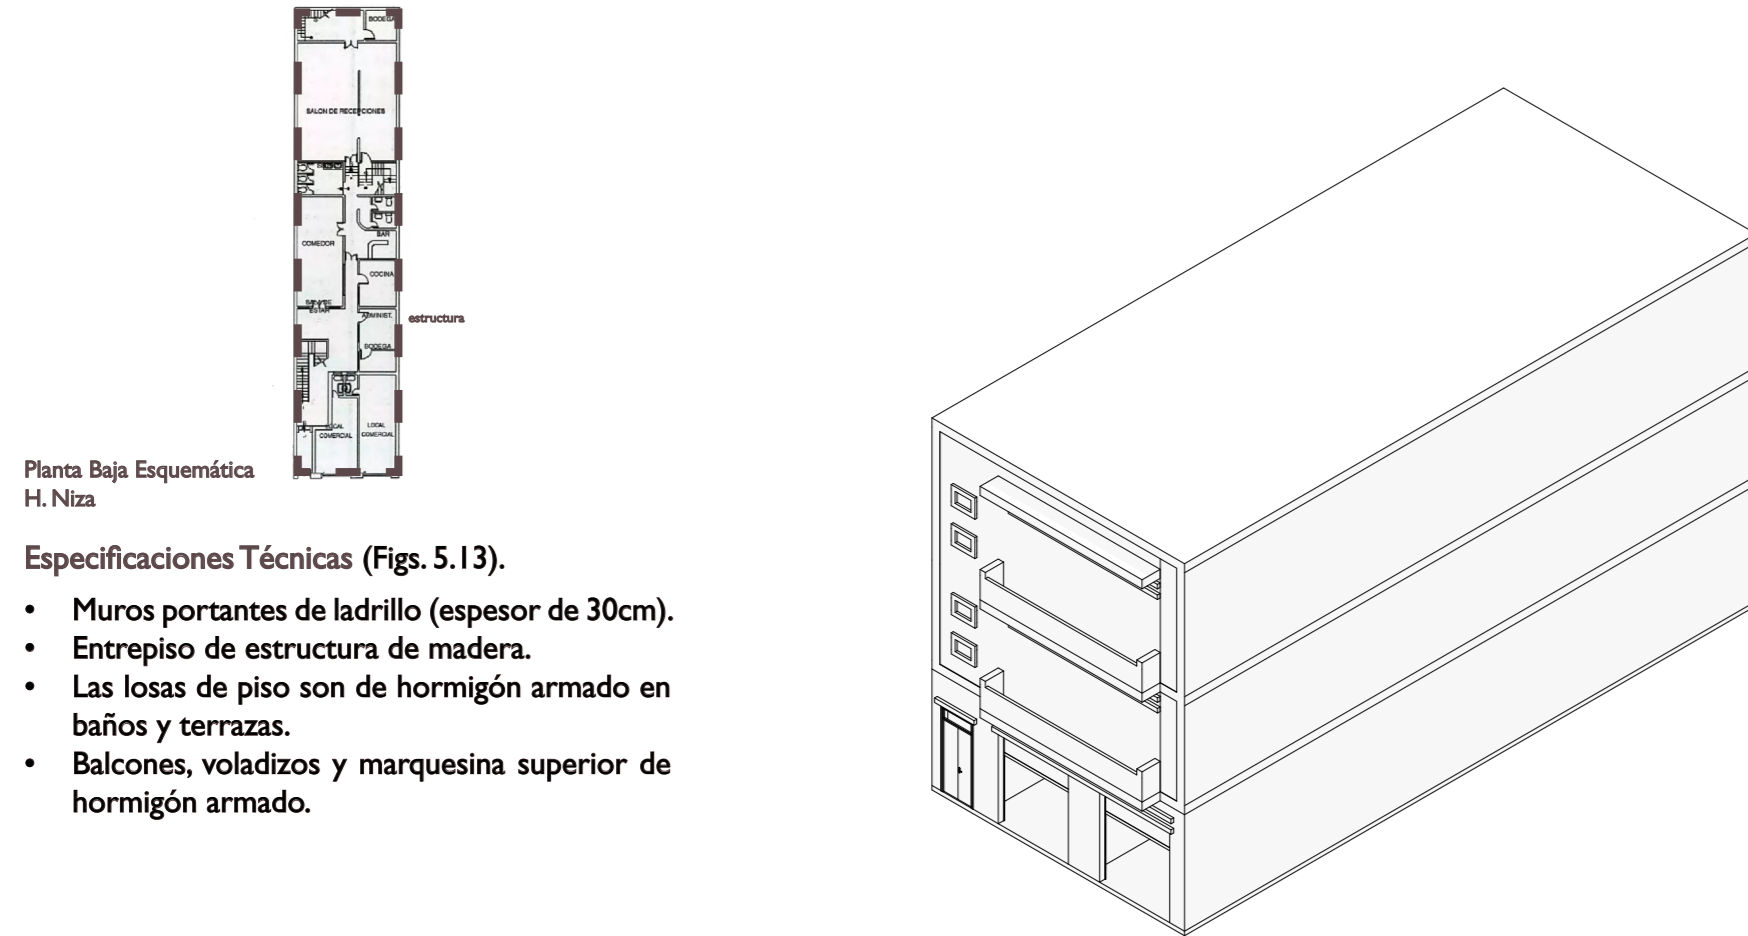 BODEGA
SALON DE RECEPCIONES
BAR
COMEDOR
COCINA
SALA DE
ESTAR
ADMINIST.
estructura
BODEGA
LOCAL
COMERCIAL
LOCAL
COMERCIAL
Planta Baja Esquemática
H. Niza
Especificaciones Técnicas (Figs. 5.13).
• Muros portantes de ladrillo (espesor de 30cm).
• Entrepiso de estructura de madera.
• Las losas de piso son de hormigón armado en
baños y terrazas.
• Balcones, voladizos y marquesina superior de
hormigón armado.